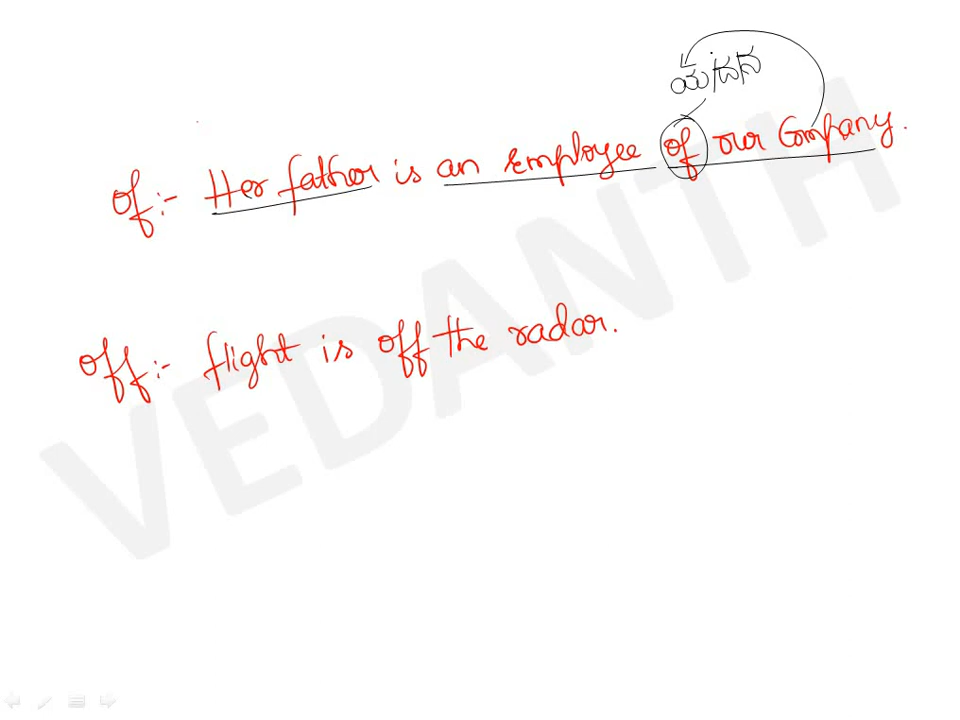 ಯ/ದ/ನ
of:- Her father is an Employee of our Company.
off:- flight is off the radar.
VEDANTH